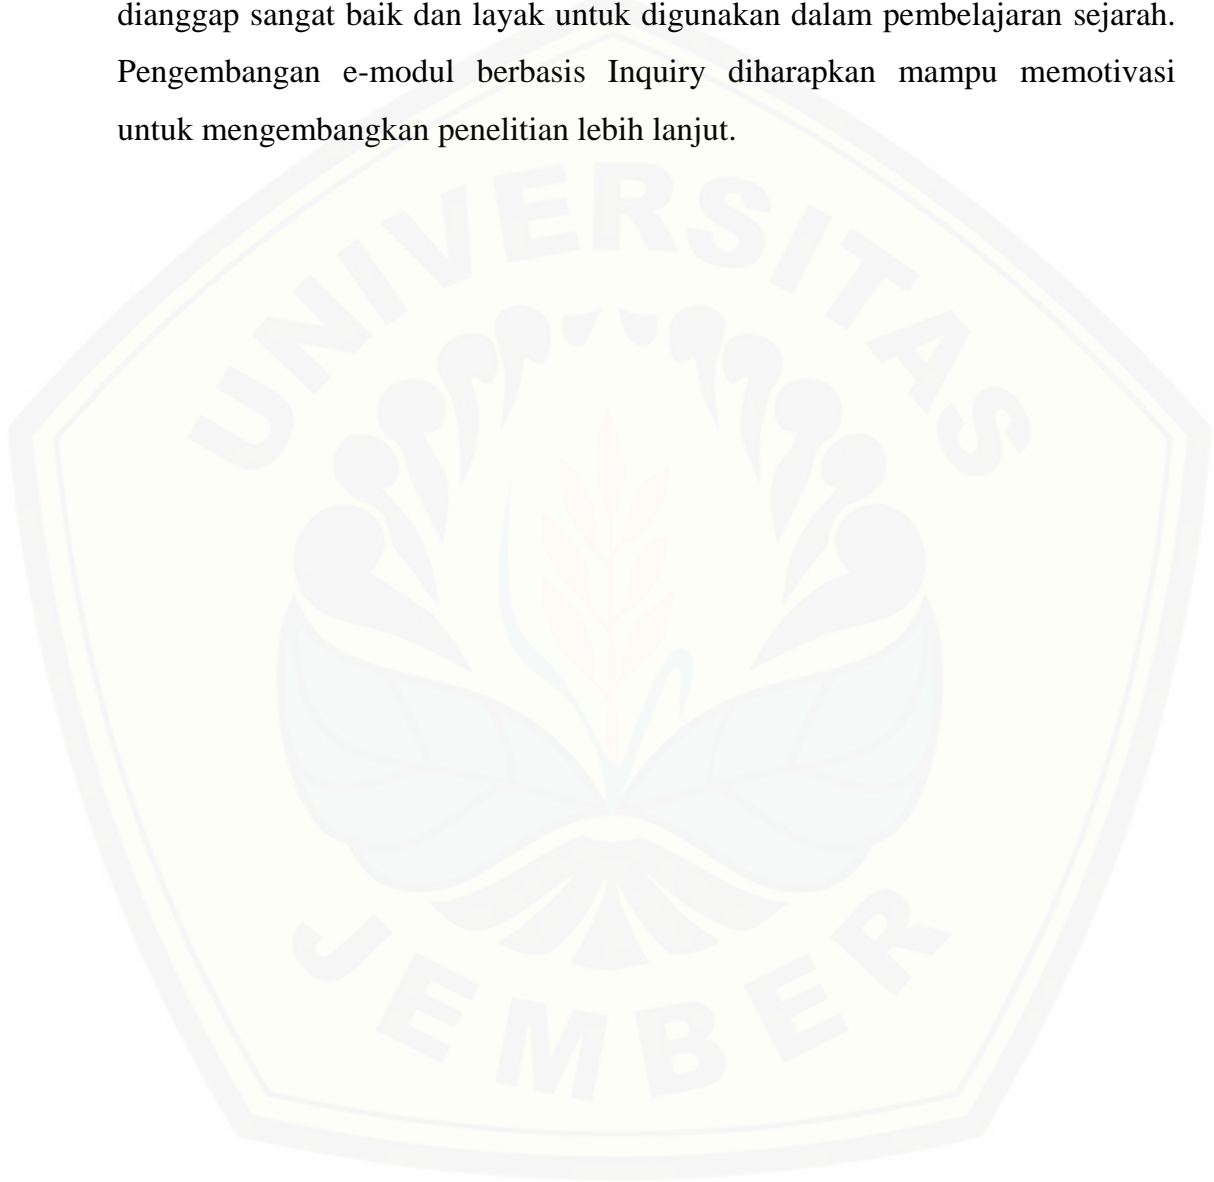 dianggap sangat baik dan layak untuk digunakan dalam pembelajaran sejarah.
Pengembangan e-modul berbasis Inquiry diharapkan mampu memotivasi
untuk mengembangkan penelitian lebih lanjut.
UNIVERSITAS
JEMBER